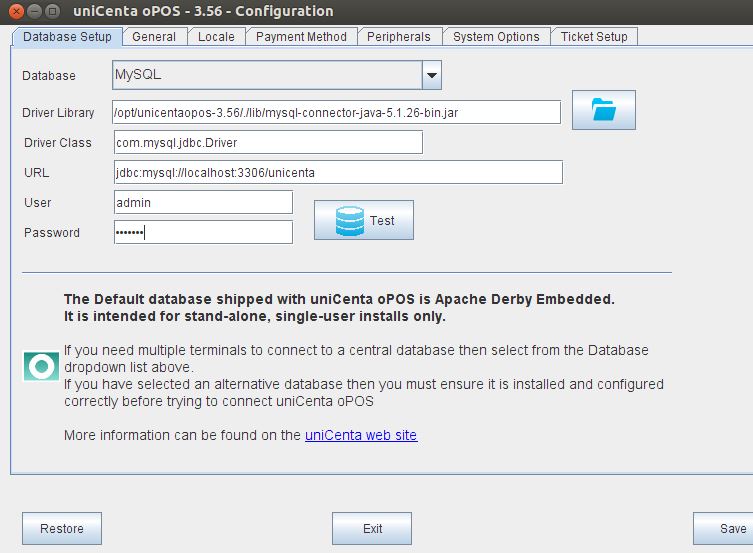 uniCenta oPOS - 3.56 - Configuration
Database Setup General Locale Payment Method Peripherals System Options Ticket Setup
Database MySQL
Driver Library /opt/unicentaopos-3.56/./lib/mysql-connector-java-5.1.26-bin.jar
Driver Class com.mysql.jdbc.Driver
URL jdbc:mysql://localhost:3306/unicenta
User admin
Password •••••••
Test
The Default database shipped with uniCenta oPOS is Apache Derby Embedded.
It is intended for stand-alone, single-user installs only.
If you need multiple terminals to connect to a central database then select from the Database
dropdown list above.
If you have selected an alternative database then you must ensure it is installed and configured
correctly before trying to connect uniCenta oPOS
More information can be found on the uniCenta web site
Restore Exit Save